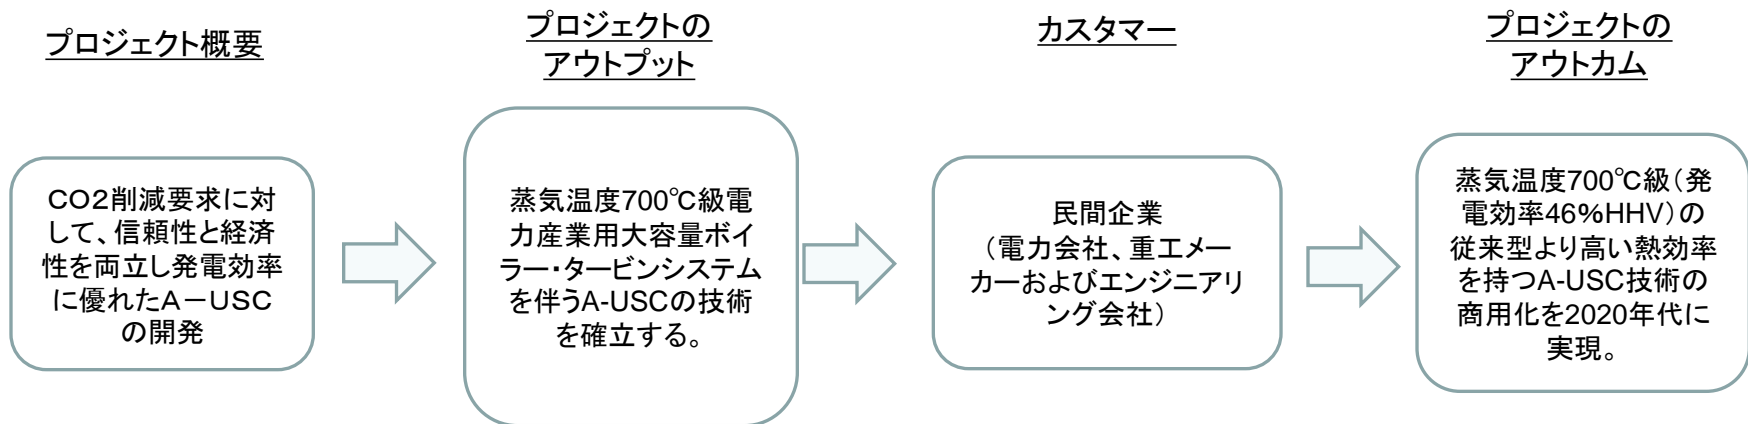 プロジェクト概要
CO2削減要求に対
して、信頼性と経済
性を両立し発電効率
に優れたA－USC
の開発
プロジェクトの
アウトプット
蒸気温度700℃級電
力産業用大容量ボイ
ラー・タービンシステム
を伴うA-USCの技術
を確立する。
カスタマー
民間企業
（電力会社、重工メー
カーおよびエンジニアリ
ング会社）
プロジェクトの
アウトカム
蒸気温度700℃級（発
電効率46%HHV）の
従来型より高い熱効率
を持つA-USC技術の
商用化を2020年代に
実現。